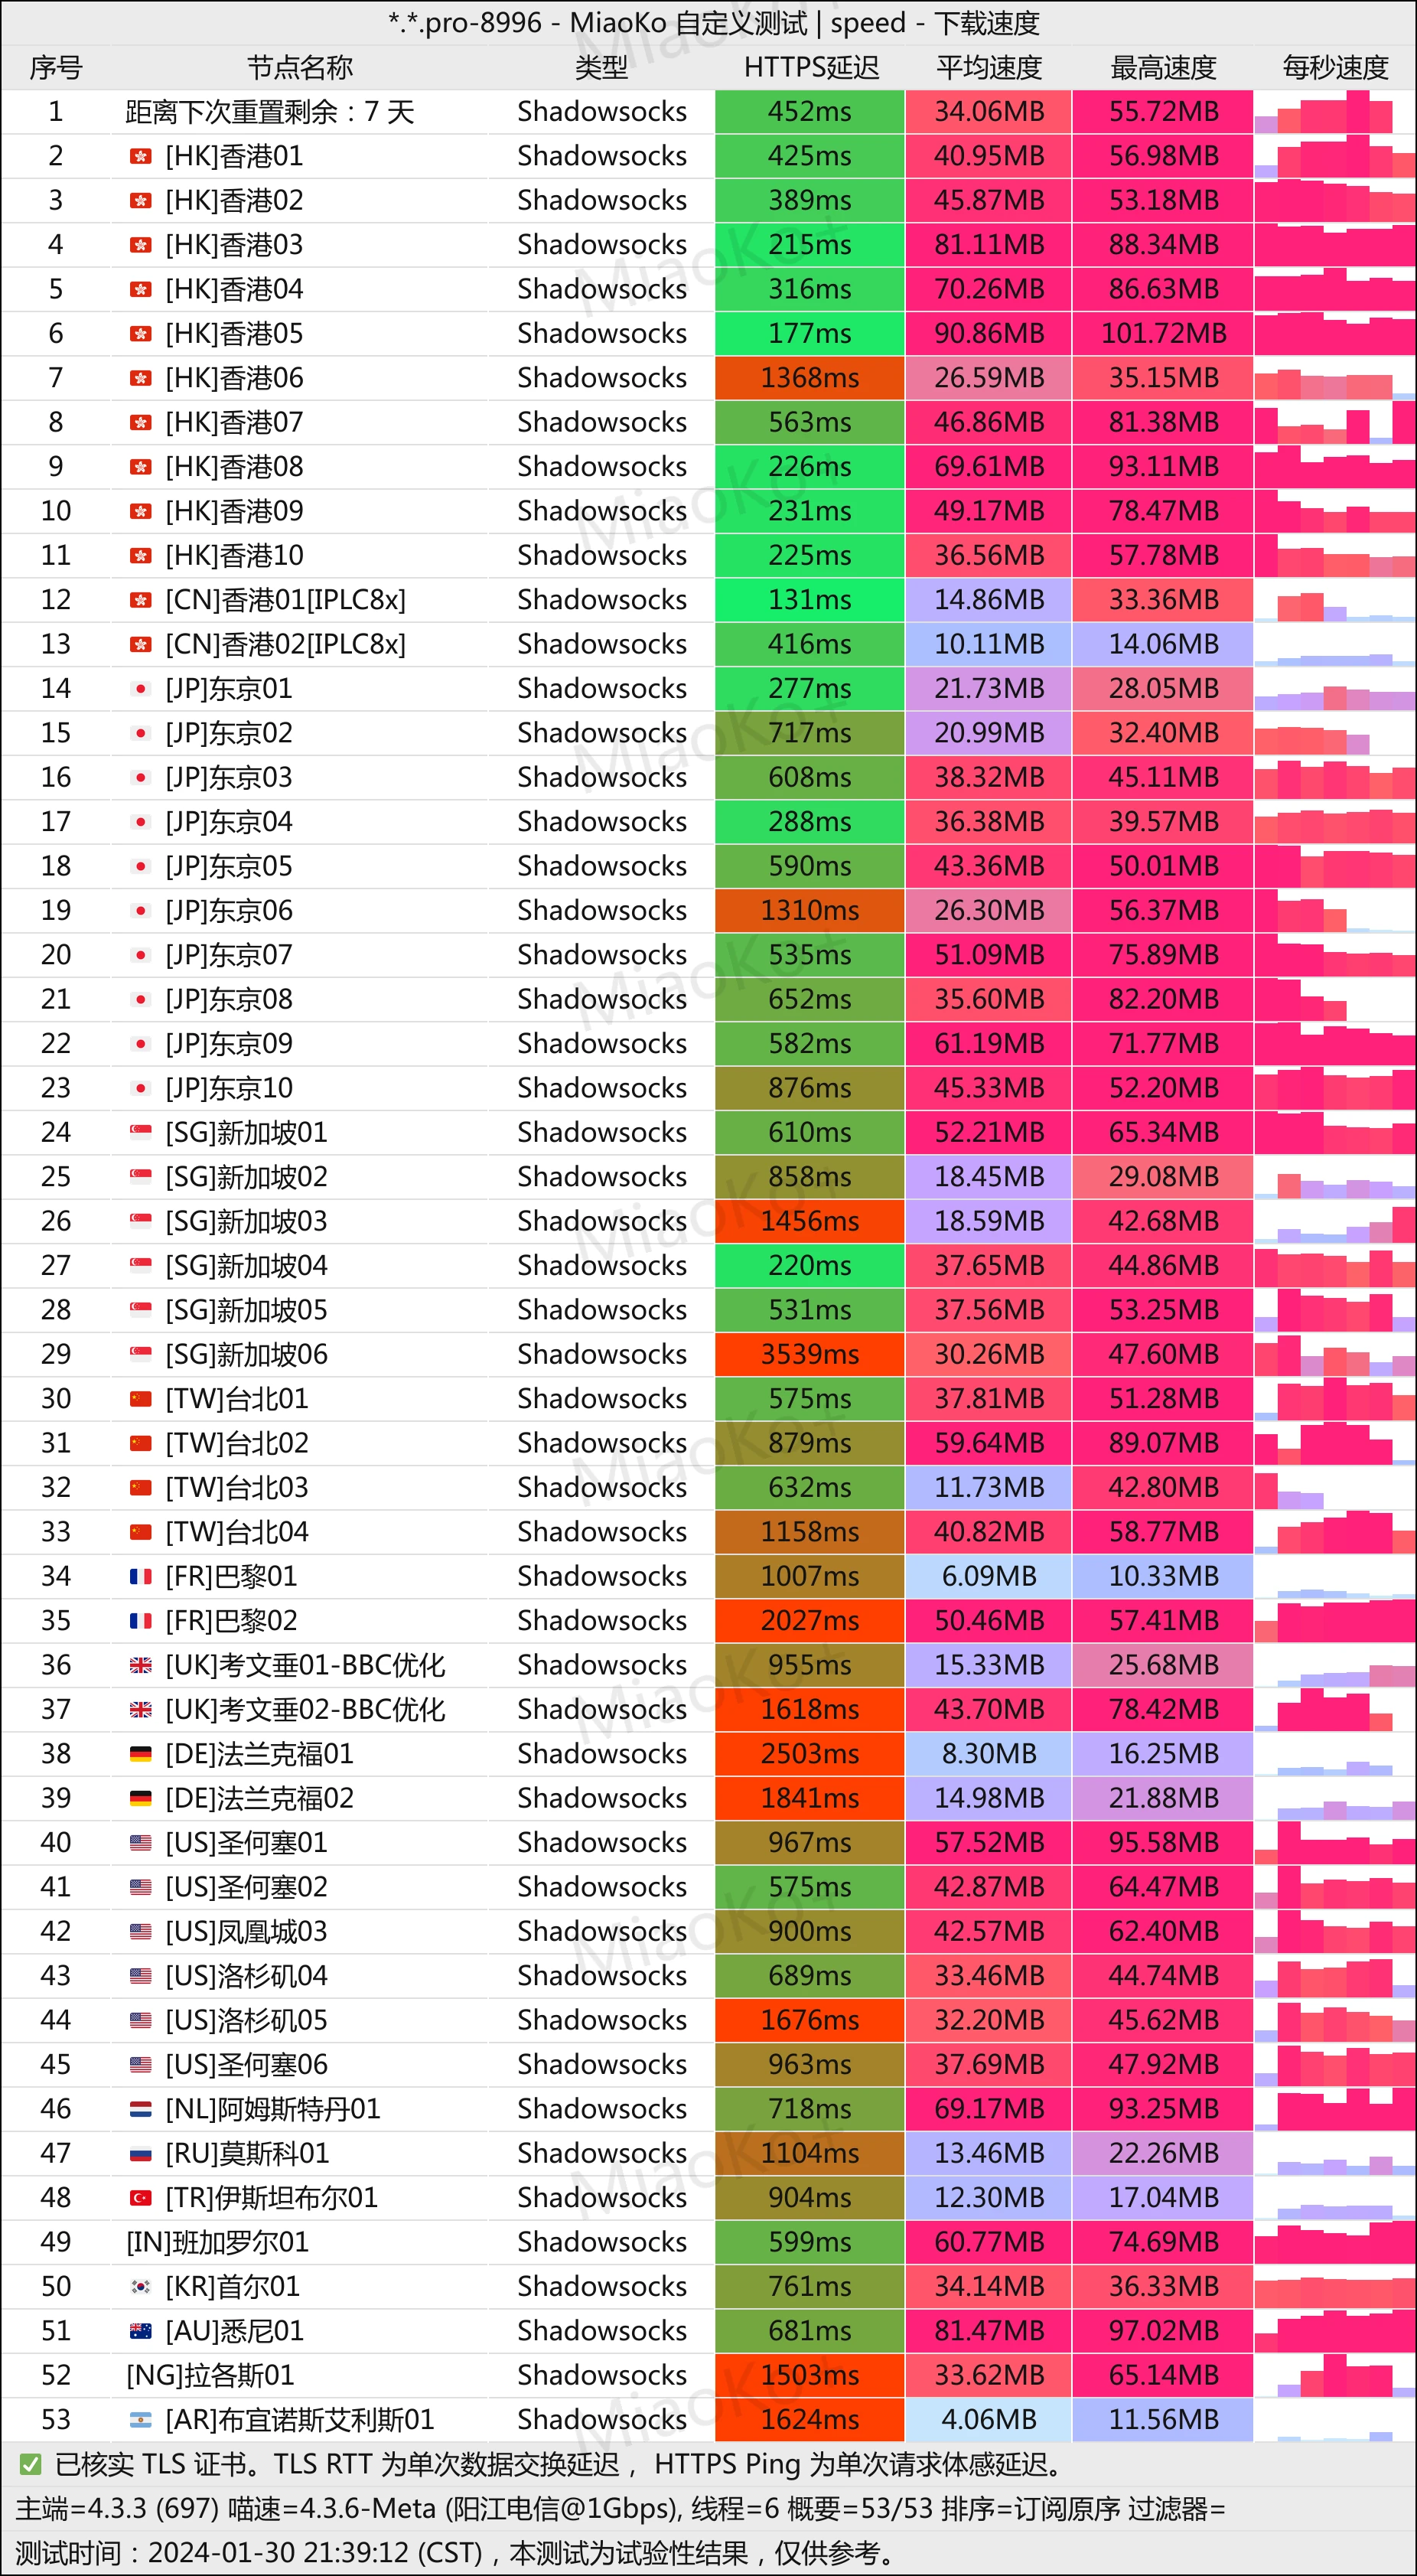 *.*.pro-8996 - MiaoKo 自定义测试 | speed - 下载速度
序号 节点名称 类型 HTTPS延迟 平均速度 最高速度 每秒速度
1 距离下次重置剩余：7 天 Shadowsocks 452ms 34.06MB 55.72MB
2 [HK]香港01 Shadowsocks 425ms 40.95MB 56.98MB
3 [HK]香港02 Shadowsocks 389ms 45.87MB 53.18MB
4 [HK]香港03 Shadowsocks 215ms 81.11MB 88.34MB
5 [HK]香港04 Shadowsocks 316ms 70.26MB 86.63MB
6 [HK]香港05 Shadowsocks 177ms 90.86MB 101.72MB
7 [HK]香港06 Shadowsocks 1368ms 26.59MB 35.15MB
8 [HK]香港07 Shadowsocks 563ms 46.86MB 81.38MB
9 [HK]香港08 Shadowsocks 226ms 69.61MB 93.11MB
10 [HK]香港09 Shadowsocks 231ms 49.17MB 78.47MB
11 [HK]香港10 Shadowsocks 225ms 36.56MB 57.78MB
12 [CN]香港01[IPLC8x] Shadowsocks 131ms 14.86MB 33.36MB
13 [CN]香港02[IPLC8x] Shadowsocks 416ms 10.11MB 14.06MB
14 [JP]东京01 Shadowsocks 277ms 21.73MB 28.05MB
15 [JP]东京02 Shadowsocks 717ms 20.99MB 32.40MB
16 [JP]东京03 Shadowsocks 608ms 38.32MB 45.11MB
17 [JP]东京04 Shadowsocks 288ms 36.38MB 39.57MB
18 [JP]东京05 Shadowsocks 590ms 43.36MB 50.01MB
19 [JP]东京06 Shadowsocks 1310ms 26.30MB 56.37MB
20 [JP]东京07 Shadowsocks 535ms 51.09MB 75.89MB
21 [JP]东京08 Shadowsocks 652ms 35.60MB 82.20MB
22 [JP]东京09 Shadowsocks 582ms 61.19MB 71.77MB
23 [JP]东京10 Shadowsocks 876ms 45.33MB 52.20MB
24 [SG]新加坡01 Shadowsocks 610ms 52.21MB 65.34MB
25 [SG]新加坡02 Shadowsocks 858ms 18.45MB 29.08MB
26 [SG]新加坡03 Shadowsocks 1456ms 18.59MB 42.68MB
27 [SG]新加坡04 Shadowsocks 220ms 37.65MB 44.86MB
28 [SG]新加坡05 Shadowsocks 531ms 37.56MB 53.25MB
29 [SG]新加坡06 Shadowsocks 3539ms 30.26MB 47.60MB
30 [TW]台北01 Shadowsocks 575ms 37.81MB 51.28MB
31 [TW]台北02 Shadowsocks 879ms 59.64MB 89.07MB
32 [TW]台北03 Shadowsocks 632ms 11.73MB 42.80MB
33 [TW]台北04 Shadowsocks 1158ms 40.82MB 58.77MB
34 [FR]巴黎01 Shadowsocks 1007ms 6.09MB 10.33MB
35 [FR]巴黎02 Shadowsocks 2027ms 50.46MB 57.41MB
36 [UK]考文垂01-BBC优化 Shadowsocks 955ms 15.33MB 25.68MB
37 [UK]考文垂02-BBC优化 Shadowsocks 1618ms 43.70MB 78.42MB
38 [DE]法兰克福01 Shadowsocks 2503ms 8.30MB 16.25MB
39 [DE]法兰克福02 Shadowsocks 1841ms 14.98MB 21.88MB
40 [US]圣何塞01 Shadowsocks 967ms 57.52MB 95.58MB
41 [US]圣何塞02 Shadowsocks 575ms 42.87MB 64.47MB
42 [US]凤凰城03 Shadowsocks 900ms 42.57MB 62.40MB
43 [US]洛杉矶04 Shadowsocks 689ms 33.46MB 44.74MB
44 [US]洛杉矶05 Shadowsocks 1676ms 32.20MB 45.62MB
45 [US]圣何塞06 Shadowsocks 963ms 37.69MB 47.92MB
46 [NL]阿姆斯特丹01 Shadowsocks 718ms 69.17MB 93.25MB
47 [RU]莫斯科01 Shadowsocks 1104ms 13.46MB 22.26MB
48 [TR]伊斯坦布尔01 Shadowsocks 904ms 12.30MB 17.04MB
49 [IN]班加罗尔01 Shadowsocks 599ms 60.77MB 74.69MB
50 [KR]首尔01 Shadowsocks 761ms 34.14MB 36.33MB
51 [AU]悉尼01 Shadowsocks 681ms 81.47MB 97.02MB
52 [NG]拉各斯01 Shadowsocks 1503ms 33.62MB 65.14MB
53 [AR]布宜诺斯艾利斯01 Shadowsocks 1624ms 4.06MB 11.56MB
✅ 已核实 TLS 证书。TLS RTT 为单次数据交换延迟， HTTPS Ping 为单次请求体感延迟。
主端=4.3.3 (697) 喵速=4.3.6-Meta (阳江电信@1Gbps), 线程=6 概要=53/53 排序=订阅原序 过滤器=
测试时间：2024-01-30 21:39:12 (CST)，本测试为试验性结果，仅供参考。